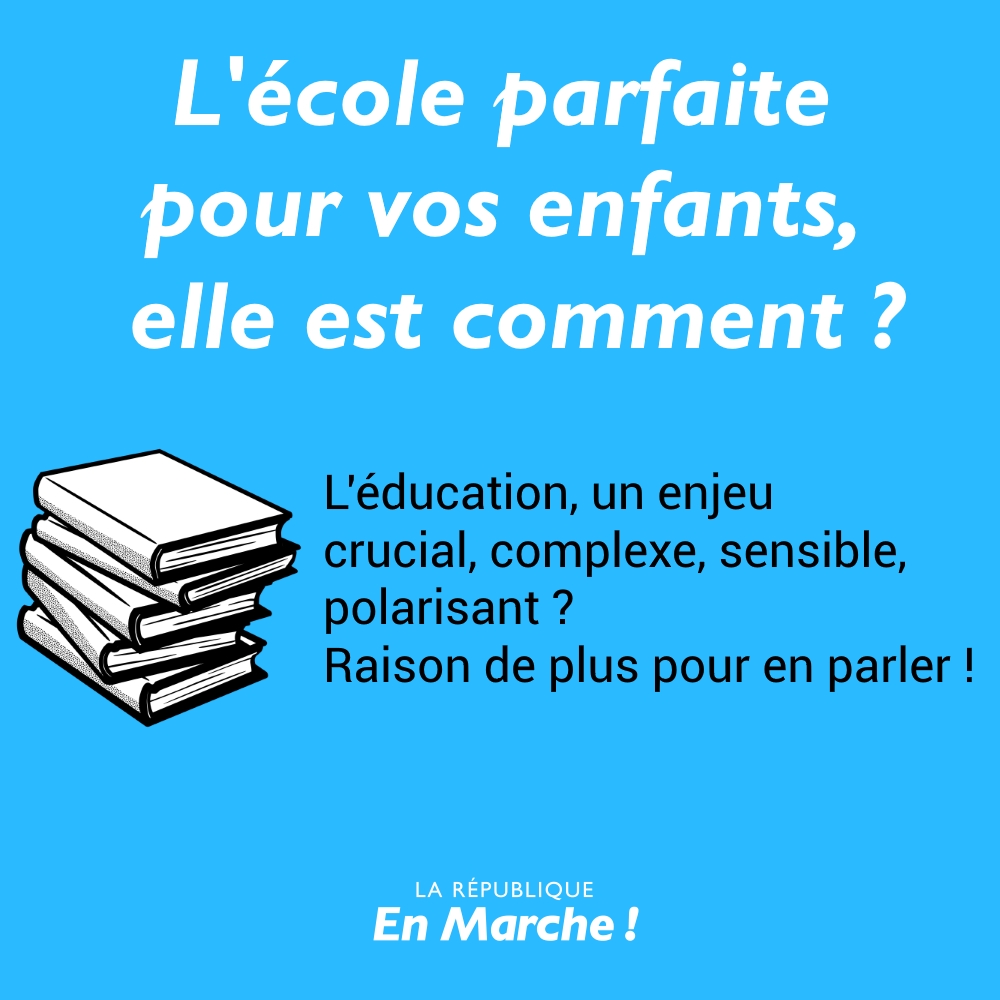 L'école parfaite
pour vos enfants,
elle est comment ?
L'éducation, un enjeu
crucial, complexe, sensible,
polarisant ?
Raison de plus pour en parler !
LA RÉPUBLIQUE
En Marche !